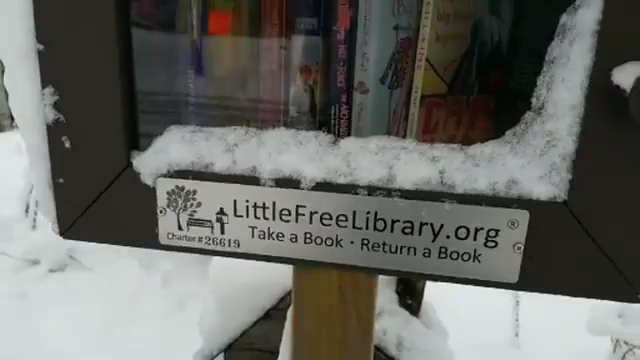 LittleFreeLibrary.org®
Charter # 26619
Take a Book · Return a Book